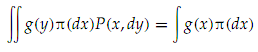 ∬ g(y)π(dx)P(x,dy) = ∫ g(x)π(dx)